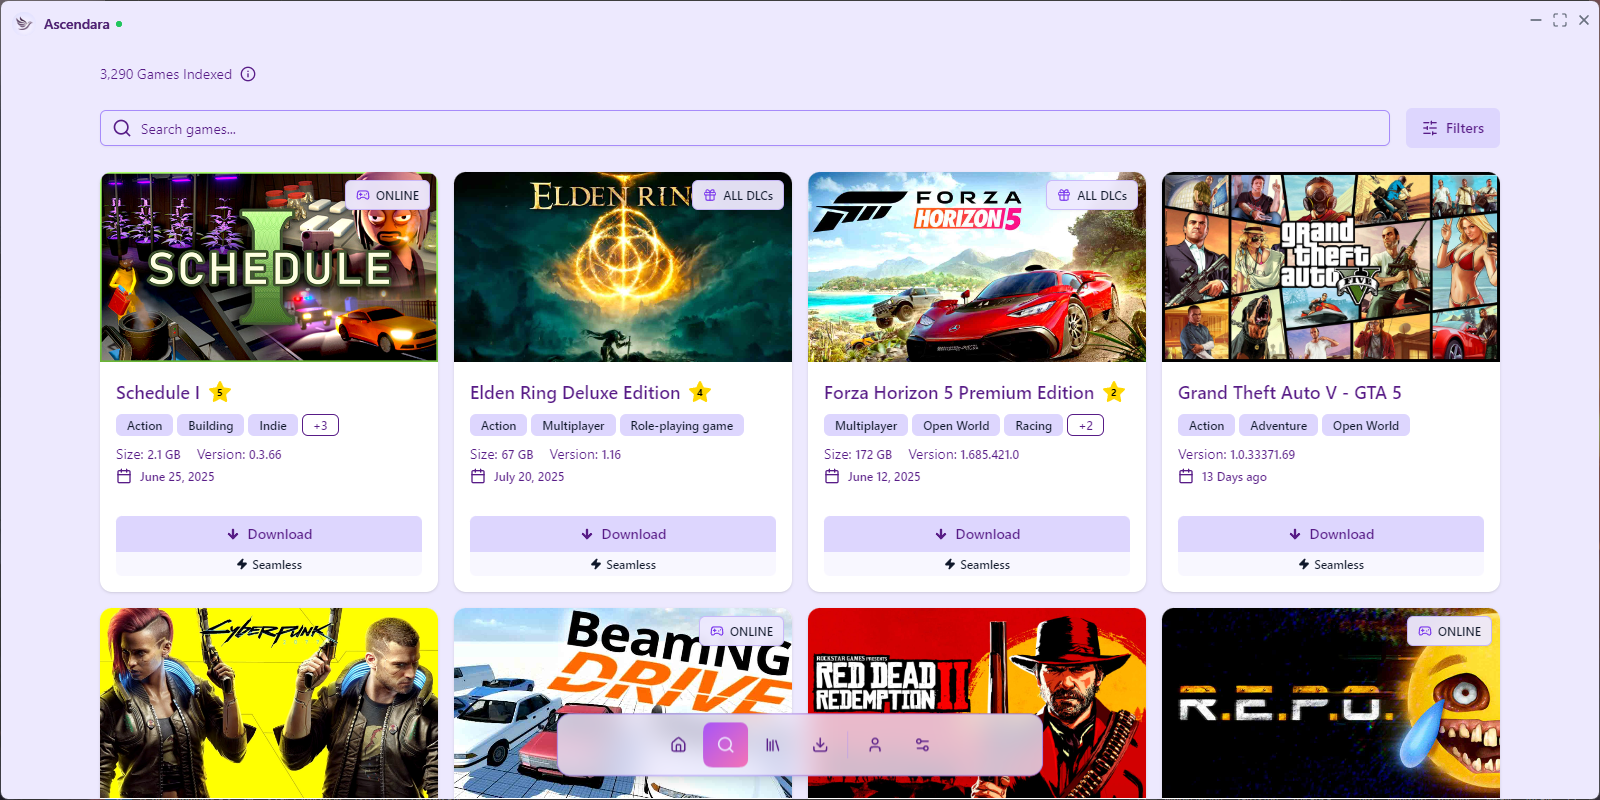 Ascendara
3,290 Games Indexed
Search games...
Filters
ONLINE
SCHEDULE
I
ELDEN RING
ALL DLCs
FORZA
HORIZON 5
ALL DLCs
grand
theft
auto
FIVE
Schedule I 5
Elden Ring Deluxe Edition 4
Forza Horizon 5 Premium Edition 2
Grand Theft Auto V - GTA 5
Action Building Indie +3
Action Multiplayer Role-playing game
Multiplayer Open World Racing +2
Action Adventure Open World
Size: 2.1 GB Version: 0.3.66
Size: 67 GB Version: 1.16
Size: 172 GB Version: 1.685.421.0
Version: 1.0.33371.69
June 25, 2025
July 20, 2025
June 12, 2025
13 Days ago
Download
Download
Download
Download
Seamless
Seamless
Seamless
Seamless
Cyberpunk
BeamNG
DRIVE
ONLINE
ROCKSTAR GAMES PRESENTS
RED DEAD
REDEMPTION
II
R.E.P.O.
ONLINE